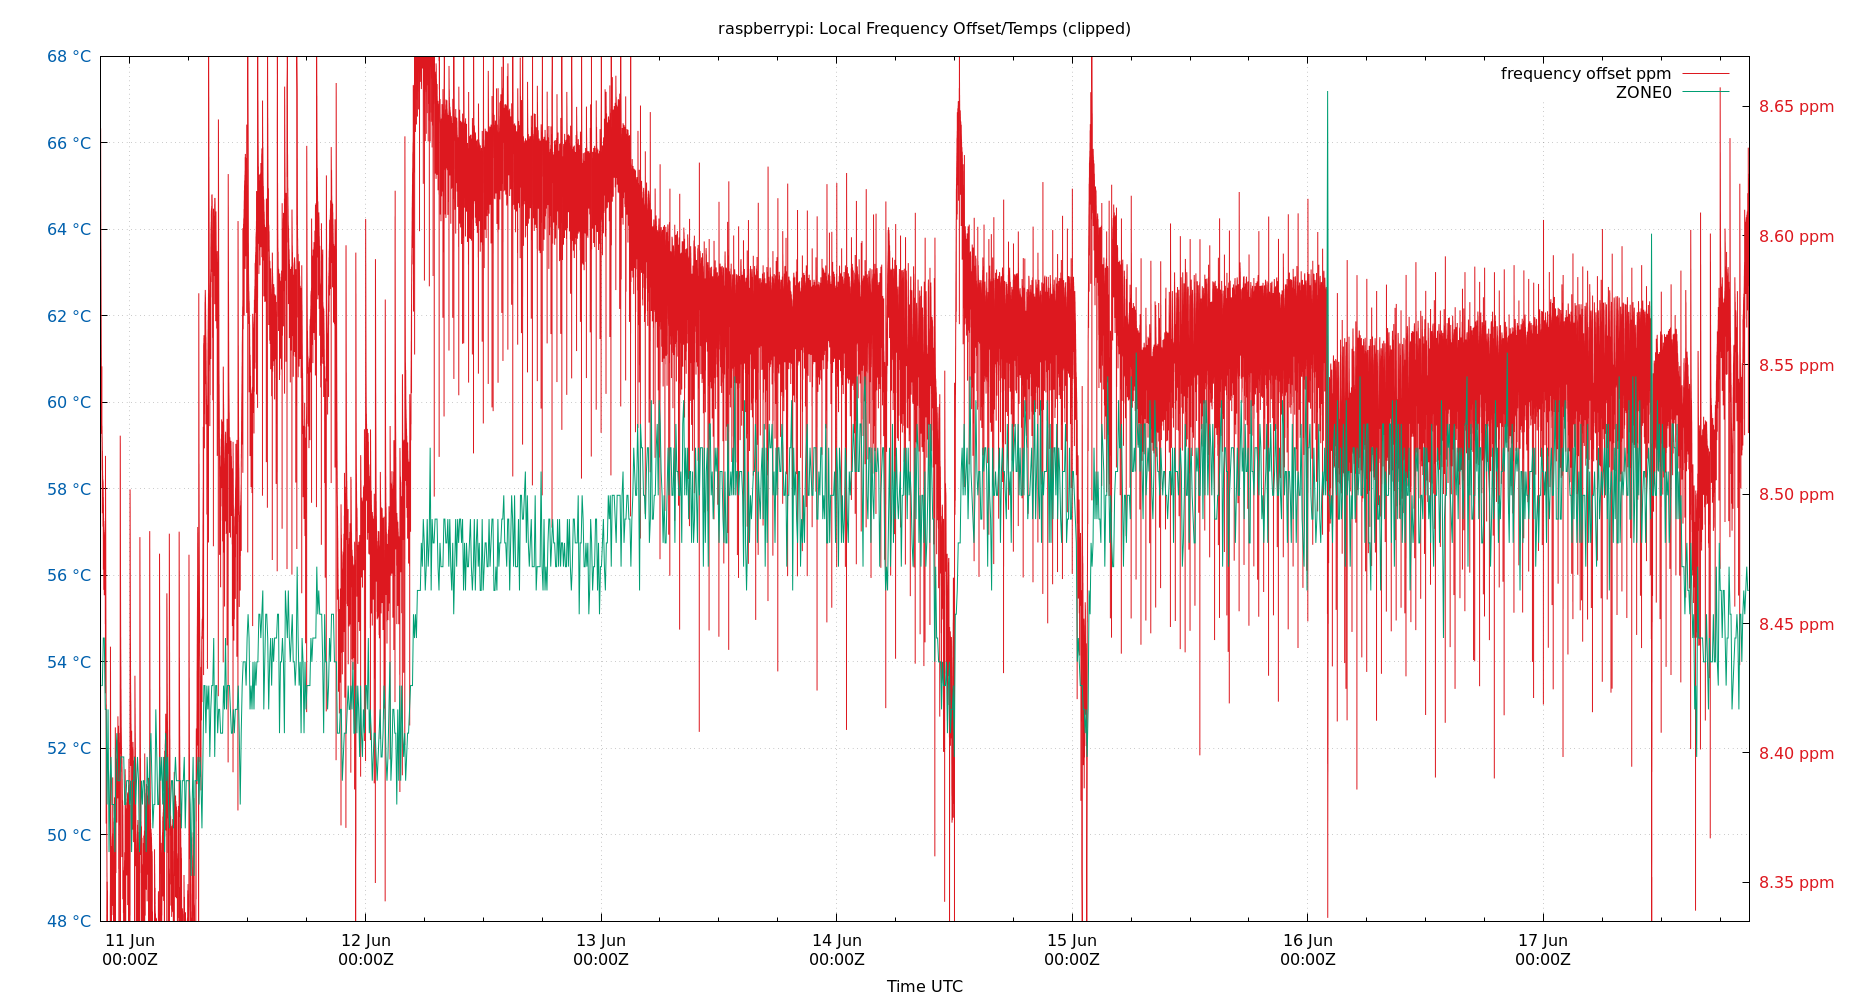 raspberrypi: Local Frequency Offset/Temps (clipped)
frequency offset ppm
ZONE0
68 °C
66 °C
64 °C
62 °C
60 °C
58 °C
56 °C
54 °C
52 °C
50 °C
48 °C
8.65 ppm
8.60 ppm
8.55 ppm
8.50 ppm
8.45 ppm
8.40 ppm
8.35 ppm
11 Jun 12 Jun 13 Jun 14 Jun 15 Jun 16 Jun 17 Jun
00:00Z 00:00Z 00:00Z 00:00Z 00:00Z 00:00Z 00:00Z
Time UTC